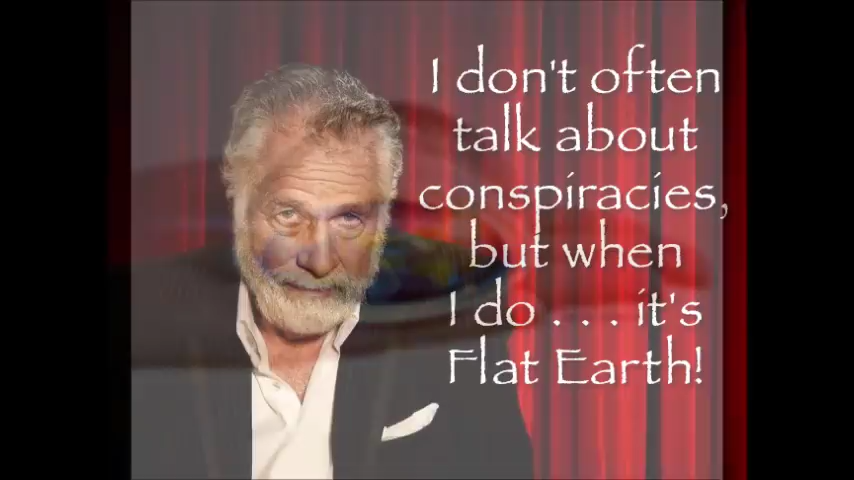 I don't often
talk about
conspiracies,
but when
I do . . . it's
Flat Earth!